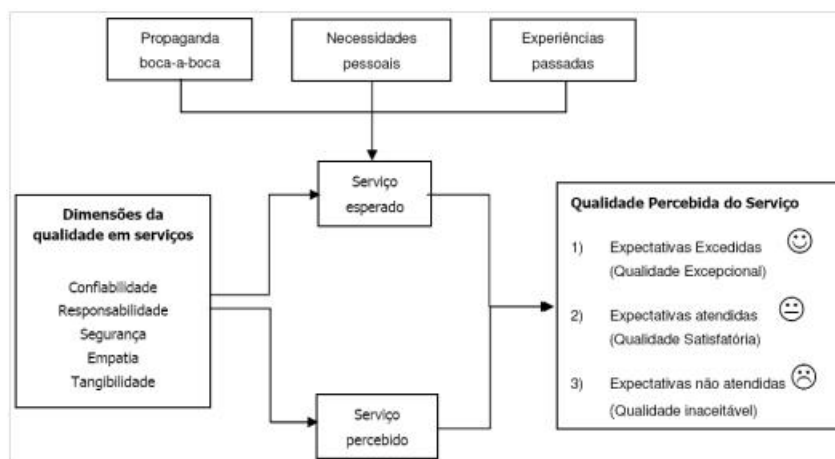 Propaganda
boca-a-boca
Necessidades
pessoais
Experiências
passadas
Serviço
esperado
Dimensões da
qualidade em serviços
Confiabilidade
Responsabilidade
Segurança
Empatia
Tangibilidade
Serviço
percebido
Qualidade Percebida do Serviço
1) Expectativas Excedidas
(Qualidade Excepcional)
2) Expectativas atendidas
(Qualidade Satisfatória)
3) Expectativas não atendidas
(Qualidade inaceitável)